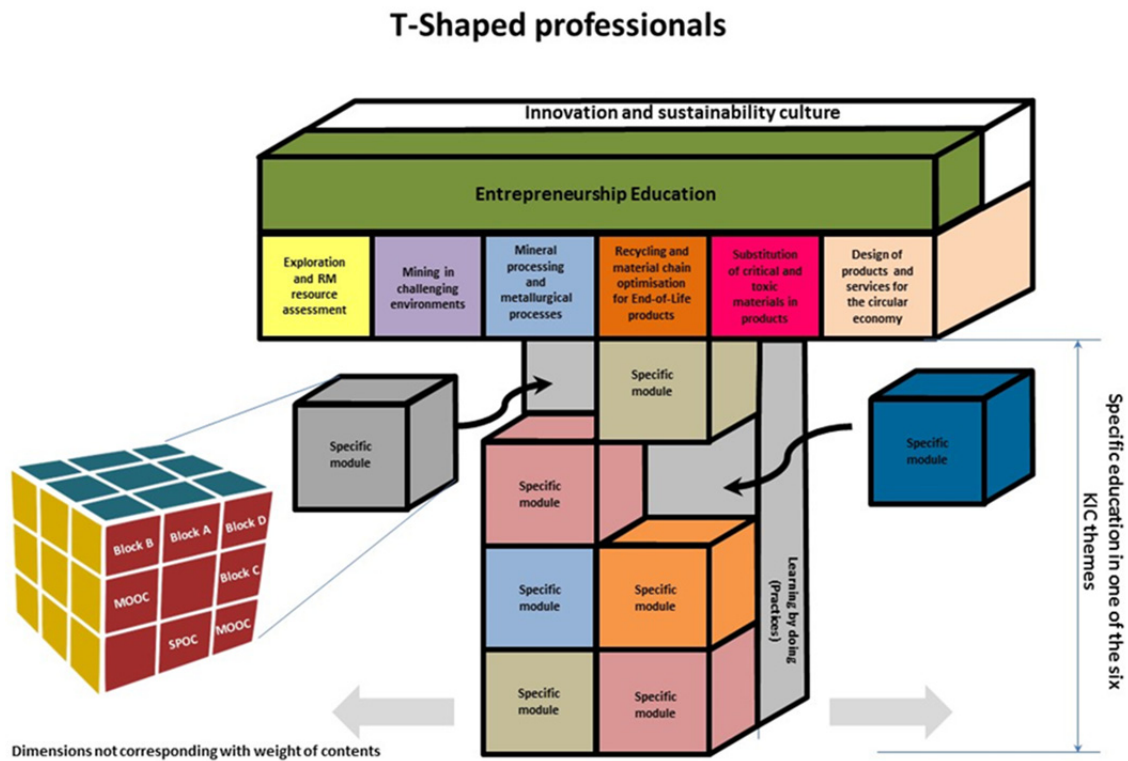 T-Shaped professionals
Innovation and sustainability culture
Entrepreneurship Education
Exploration
and RM
resource
assessment
Mining in
challenging
environments
Mineral
processing
and
metallurgical
processes
Recycling and
material chain
optimisation
for End-of-Life
products
Substitution
of critical and
toxic
materials in
products
Design of
products and
services for
the circular
economy
Specific
module
Specific
module
Specific
module
Specific
module
Specific
module
Specific
module
Specific
module
Specific
module
Learning by doing
(Practices)
Specific education in one of the six
KIC themes
Block B
Block A
Block D
MOOC
Block C
SPOC
MOOC
Dimensions not corresponding with weight of contents